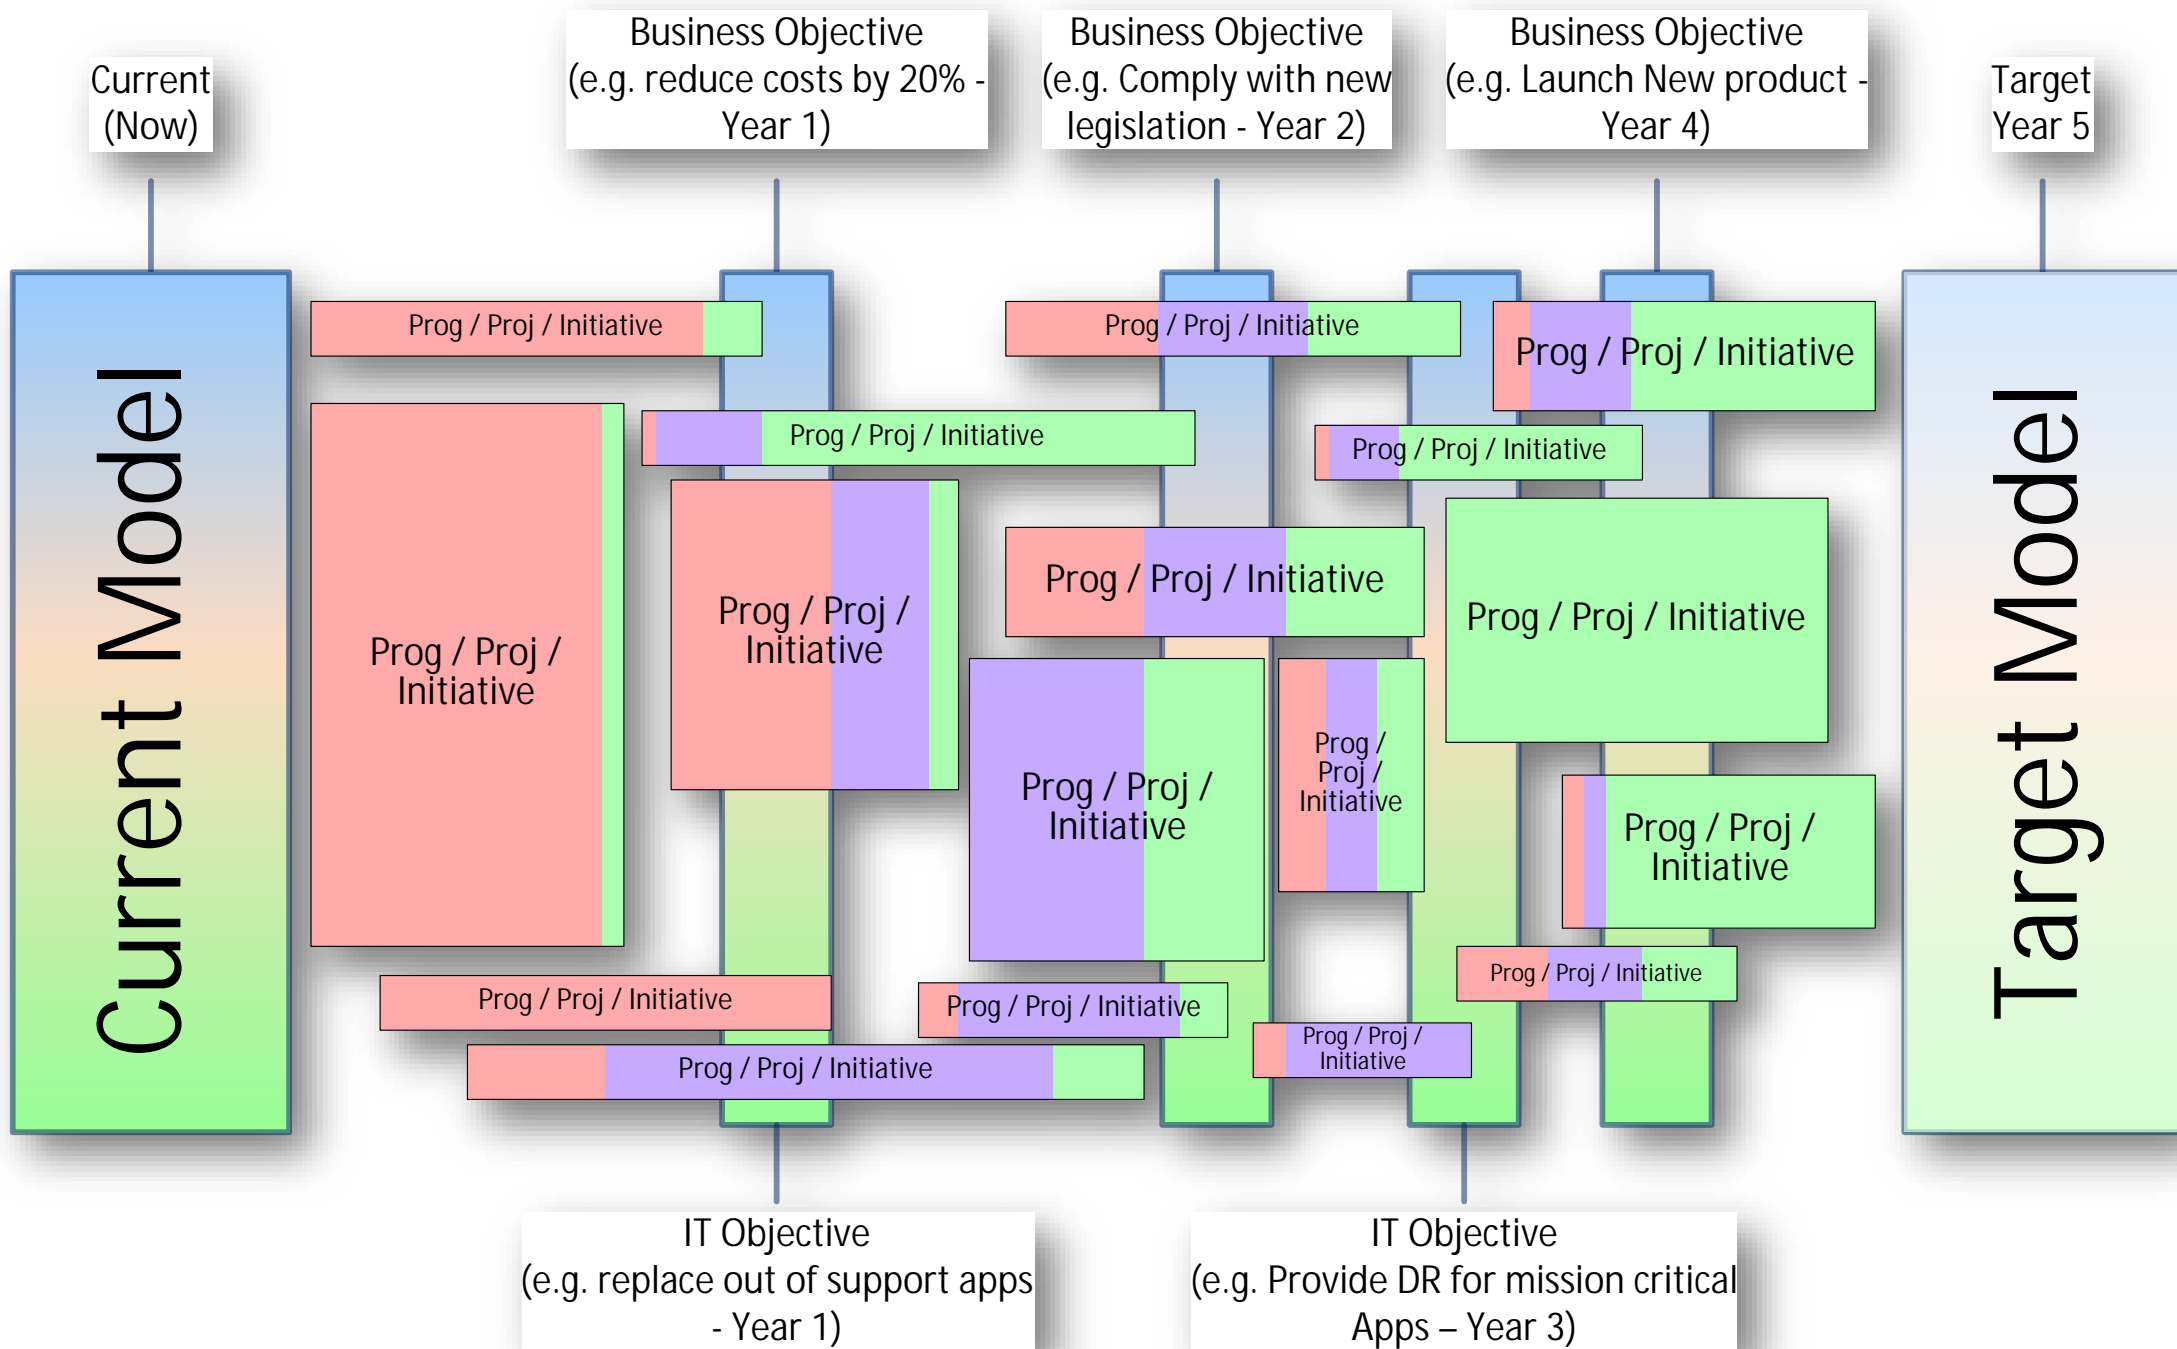 Current
(Now)
Business Objective
(e.g. reduce costs by 20% -
Year 1)
Business Objective
(e.g. Comply with new
legislation - Year 2)
Business Objective
(e.g. Launch New product -
Year 4)
Target
Year 5
Current Model
Prog / Proj / Initiative
Prog / Proj / Initiative
Prog / Proj / Initiative
Prog / Proj / Initiative
Prog / Proj / Initiative
Prog / Proj / Initiative
Prog / Proj / Initiative
Prog / Proj /
Initiative
Prog / Proj /
Initiative
Prog / Proj / Initiative
Prog / Proj /
Initiative
Prog /
Proj /
Initiative
Prog / Proj /
Initiative
Prog / Proj / Initiative
Prog / Proj / Initiative
Prog / Proj / Initiative
Prog / Proj /
Initiative
Prog / Proj / Initiative
Target Model
IT Objective
(e.g. replace out of support apps
- Year 1)
IT Objective
(e.g. Provide DR for mission critical
Apps – Year 3)